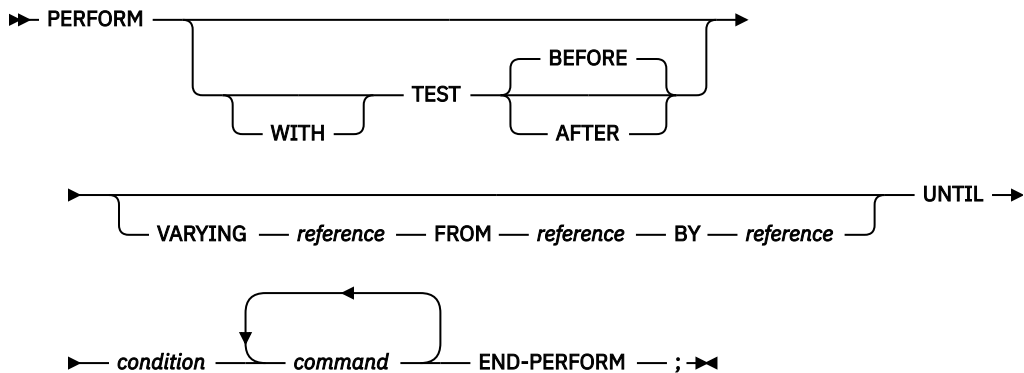 PERFORM
BEFORE
TEST
WITH
AFTER
UNTIL
VARYING reference FROM reference BY reference
condition command END-PERFORM ;